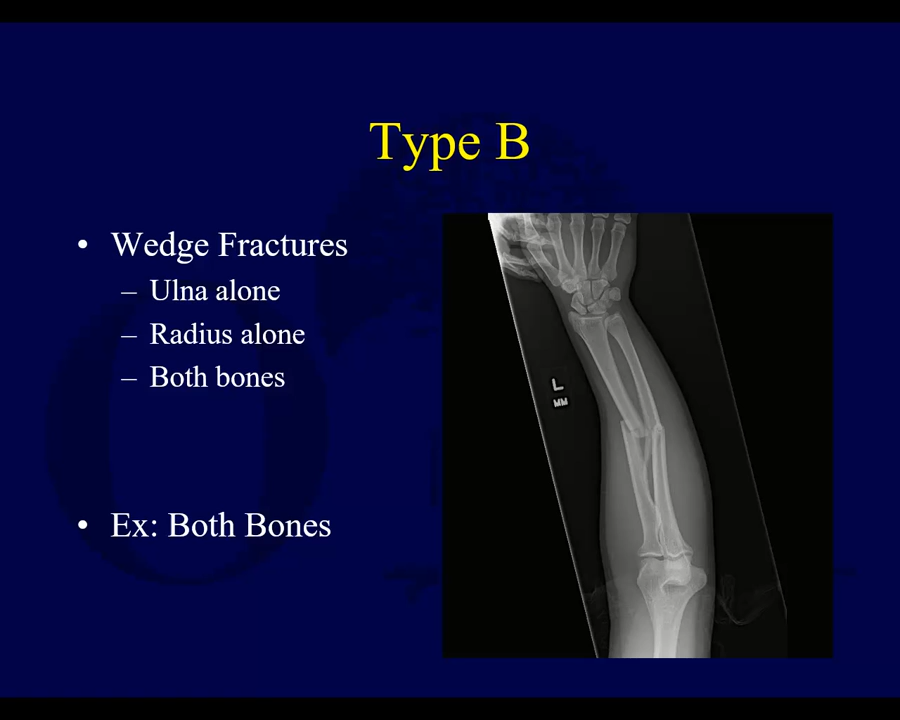 Type B
• Wedge Fractures
– Ulna alone
– Radius alone
– Both bones
• Ex: Both Bones
L
MM